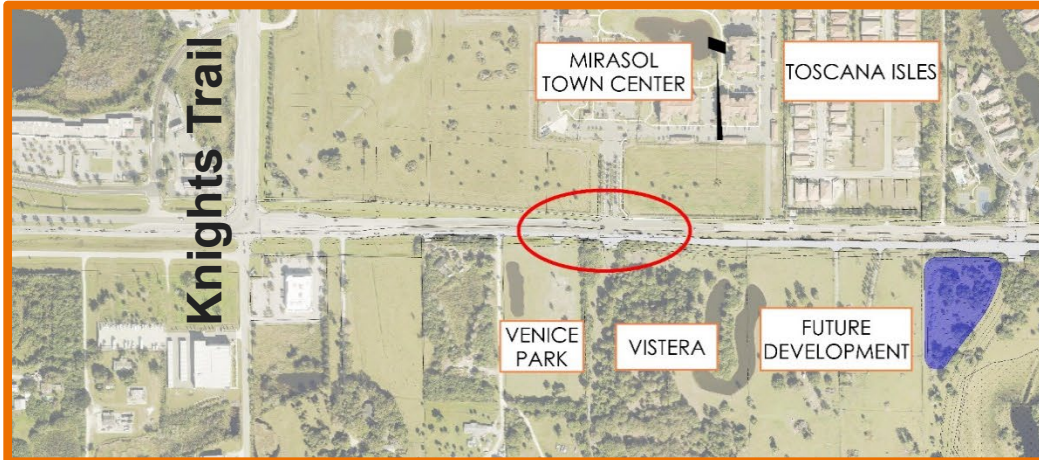 Knights Trail
MIRASOL
TOWN CENTER
TOSCANA ISLES
VENICE
PARK
VISTERA
FUTURE
DEVELOPMENT